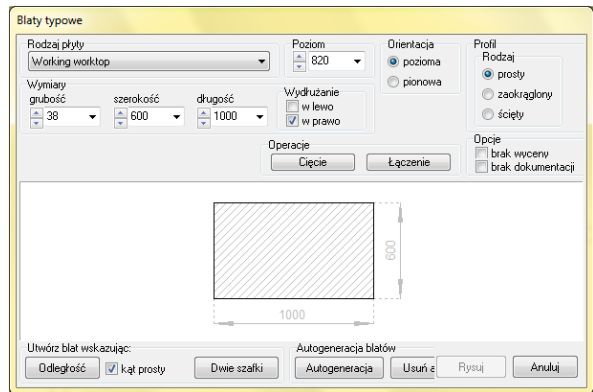 Blaty typowe
Rodzaj płyty
Working worktop
Poziom
820
Orientacja
pozioma
pionowa
Profil
Rodzaj
prosty
zaokrąglony
ścięty
Wymiary
grubość szerokość długość
38 600 1000
Wydłużanie
w lewo
w prawo
Operacje
Cięcie Łączenie
Opcje
brak wyceny
brak dokumentacji
600
1000
Utwórz blat wskazując:
Odległość kąt prosty Dwie szafki
Autogeneracja blatów
Autogeneracja Usuń Rysuj Anuluj